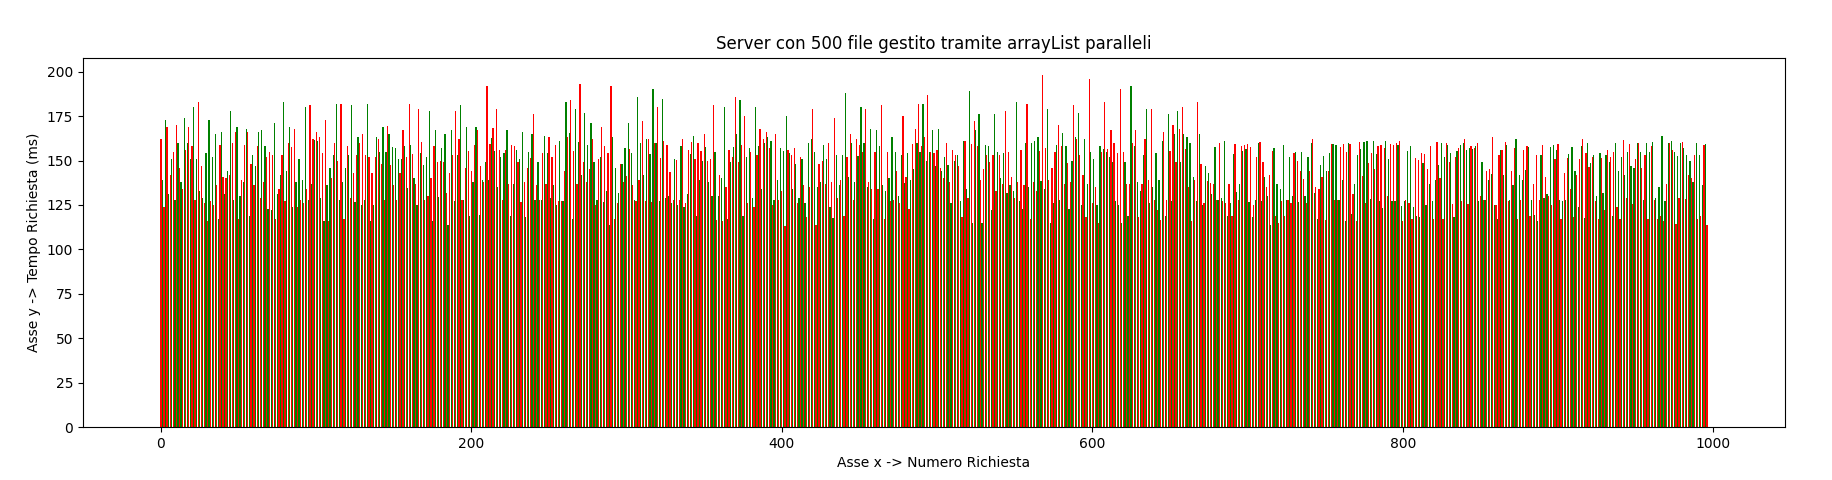 Server con 500 file gestito tramite arrayList paralleli
Asse y -> Tempo Richiesta (ms)
200
175
150
125
100
75
50
25
0
0 200 400 600 800 1000
Asse x -> Numero Richiesta